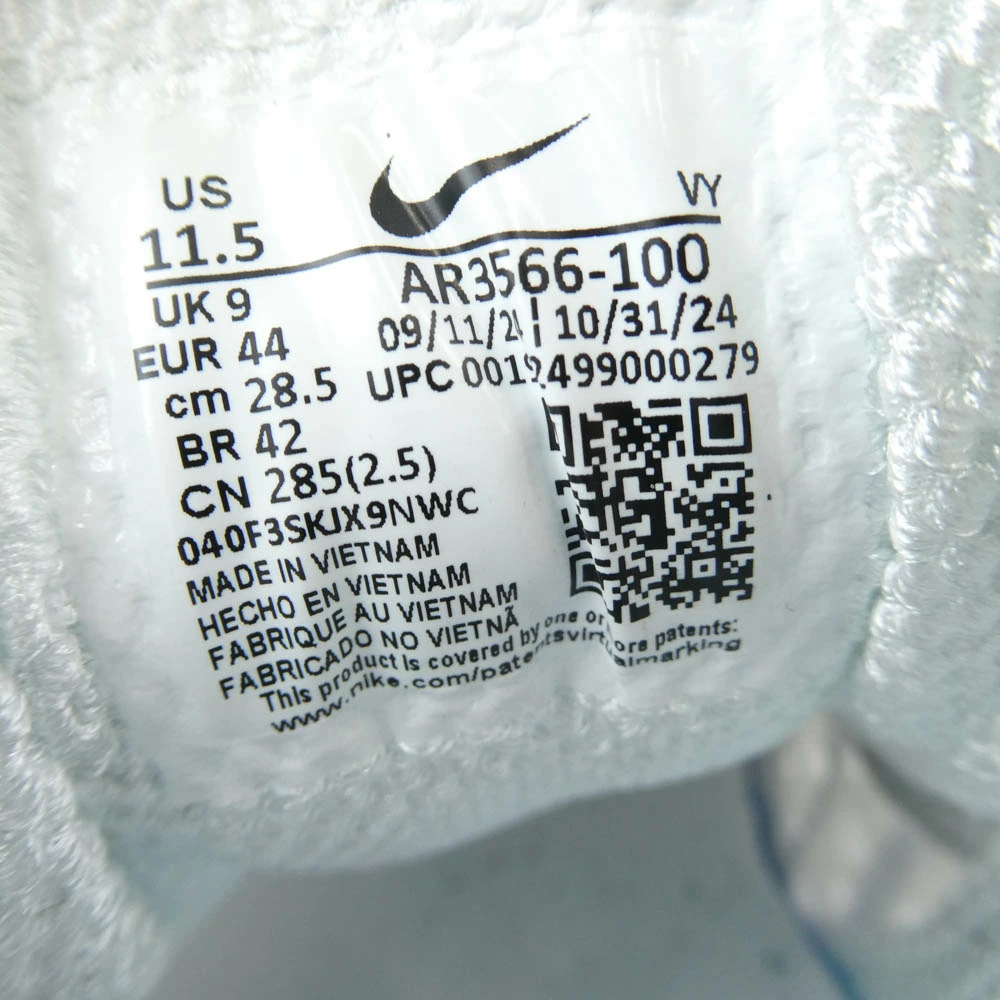 US
VY
11.5
AR3566-100
UK 9
09/11/24 | 10/31/24
EUR 44
UPC 00192499000279
cm 28.5
BR 42
CN 285(2.5)
040F3SKJX9NWC
MADE IN VIETNAM
HECHO EN VIETNAM
FABRIQUE AU VIETNAM
FABRICADO NO VIETNÃ
This product is covered by one or more patents:
www.nike.com/patentsvirtualmarking